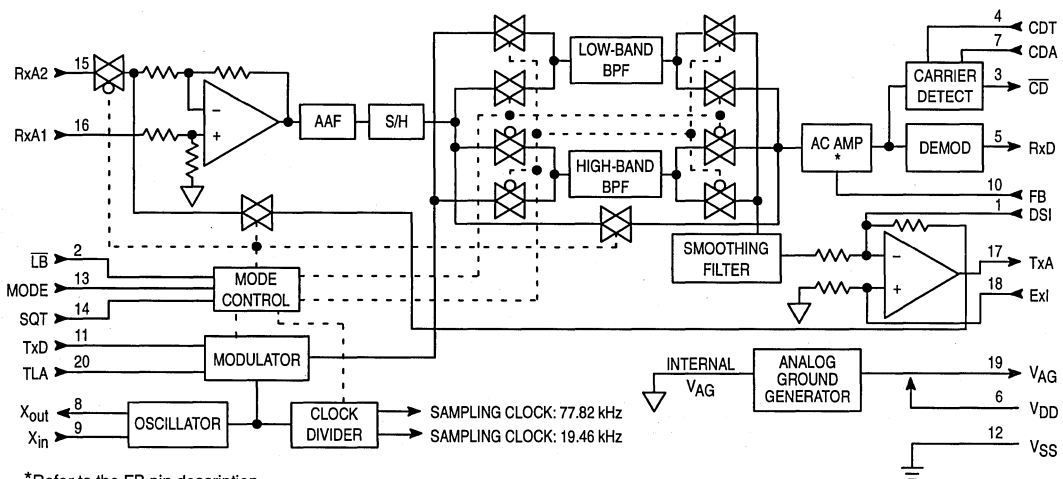 4
CDT
7
CDA
15
RxA2
LOW-BAND
BPF
CARRIER
DETECT
3
CD
−
+
16
RxA1
AAF
S/H
AC AMP
*
DEMOD
5
RxD
HIGH-BAND
BPF
10
FB
1
DSI
SMOOTHING
FILTER
−
+
17
TxA
18
ExI
2
LB
MODE
CONTROL
13
MODE
14
SQT
11
TxD
MODULATOR
20
TLA
INTERNAL
VAG
ANALOG
GROUND
GENERATOR
19
VAG
8
Xout
OSCILLATOR
CLOCK
DIVIDER
SAMPLING CLOCK: 77.82 kHz
SAMPLING CLOCK: 19.46 kHz
6
VDD
9
Xin
12
VSS
*Refer to the FB pin description